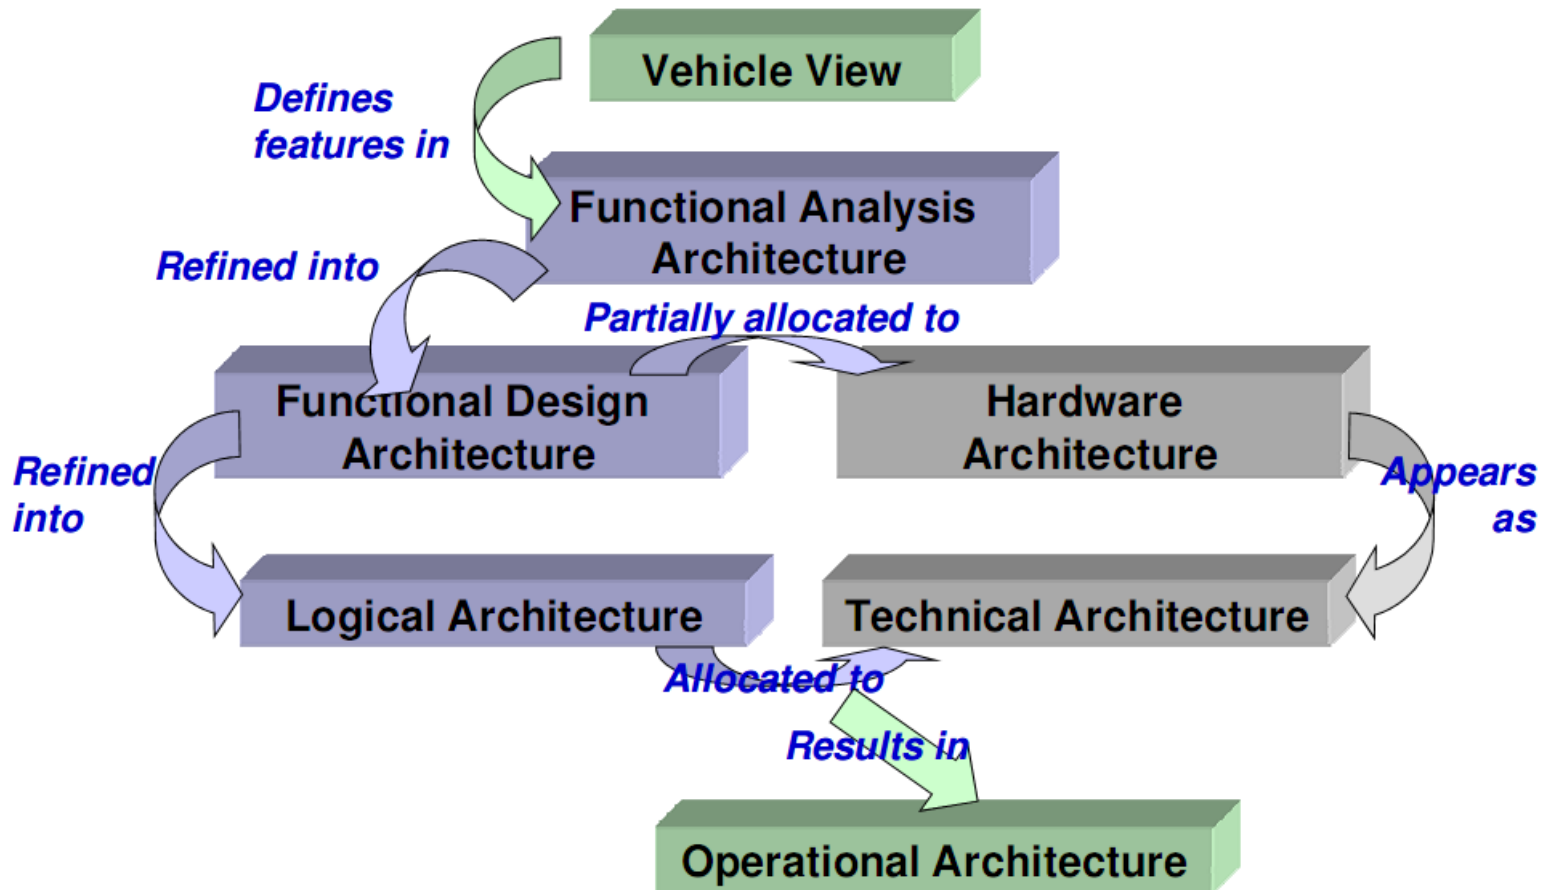 Vehicle View
Defines
features in
Functional Analysis
Architecture
Refined into
Partially allocated to
Functional Design
Architecture
Hardware
Architecture
Refined
into
Appears
as
Logical Architecture
Technical Architecture
Allocated to
Results in
Operational Architecture